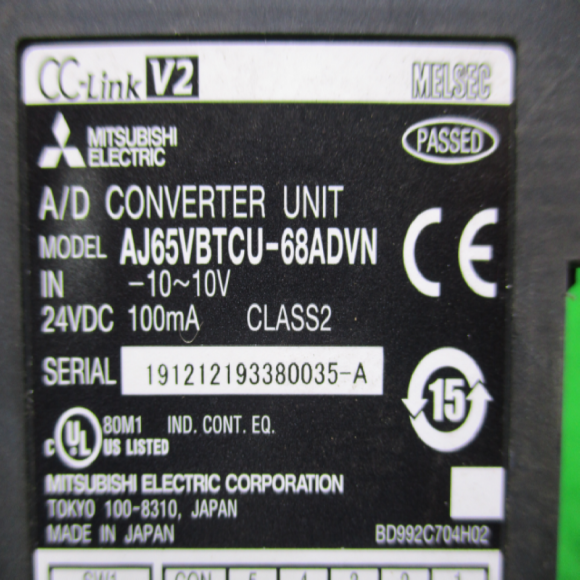 CC-Link V2
MELSEC
MITSUBISHI
ELECTRIC
PASSED
A/D CONVERTER UNIT
MODEL AJ65VBTCU-68ADVN
IN -10~10V
24VDC 100mA CLASS2
CE
SERIAL 191212193380035-A
15
C UL US LISTED
80M1 IND. CONT. EQ.
MITSUBISHI ELECTRIC CORPORATION
TOKYO 100-8310, JAPAN
MADE IN JAPAN
BD992C704H02